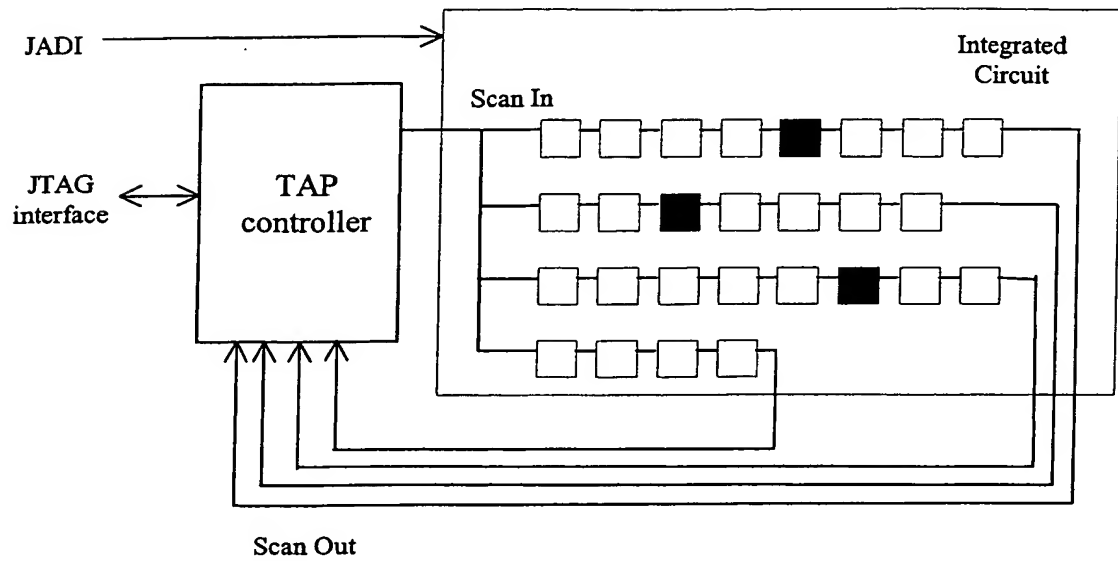 JADI
Integrated
Circuit
Scan In
JTAG
interface
TAP
controller
Scan Out